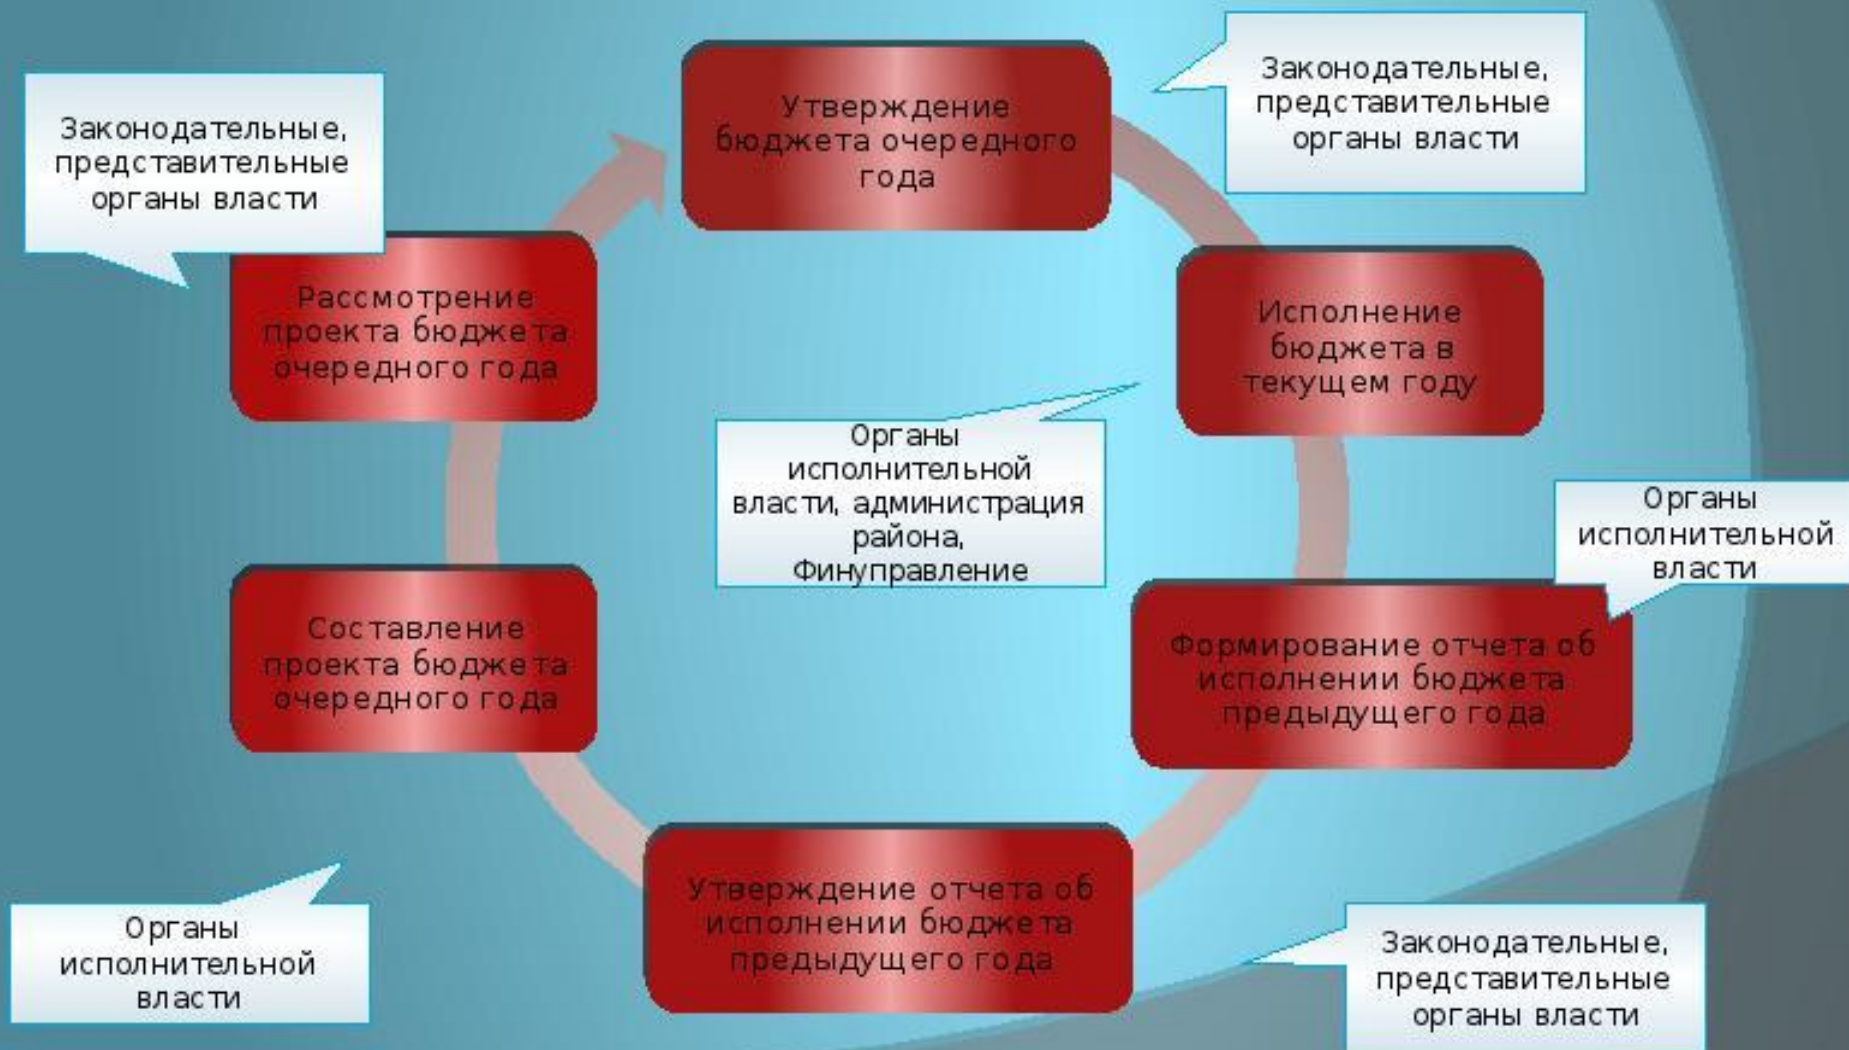 Утверждение
бюджета очередного
года
Законодательные,
представительные
органы власти
Исполнение
бюджета в
текущем году
Органы
исполнительной
власти, администрация
района,
Финуправление
Формирование отчета об
исполнении бюджета
предыдущего года
Органы
исполнительной
власти
Утверждение отчета об
исполнении бюджета
предыдущего года
Законодательные,
представительные
органы власти
Составление
проекта бюджета
очередного года
Органы
исполнительной
власти
Рассмотрение
проекта бюджета
очередного года
Законодательные,
представительные
органы власти